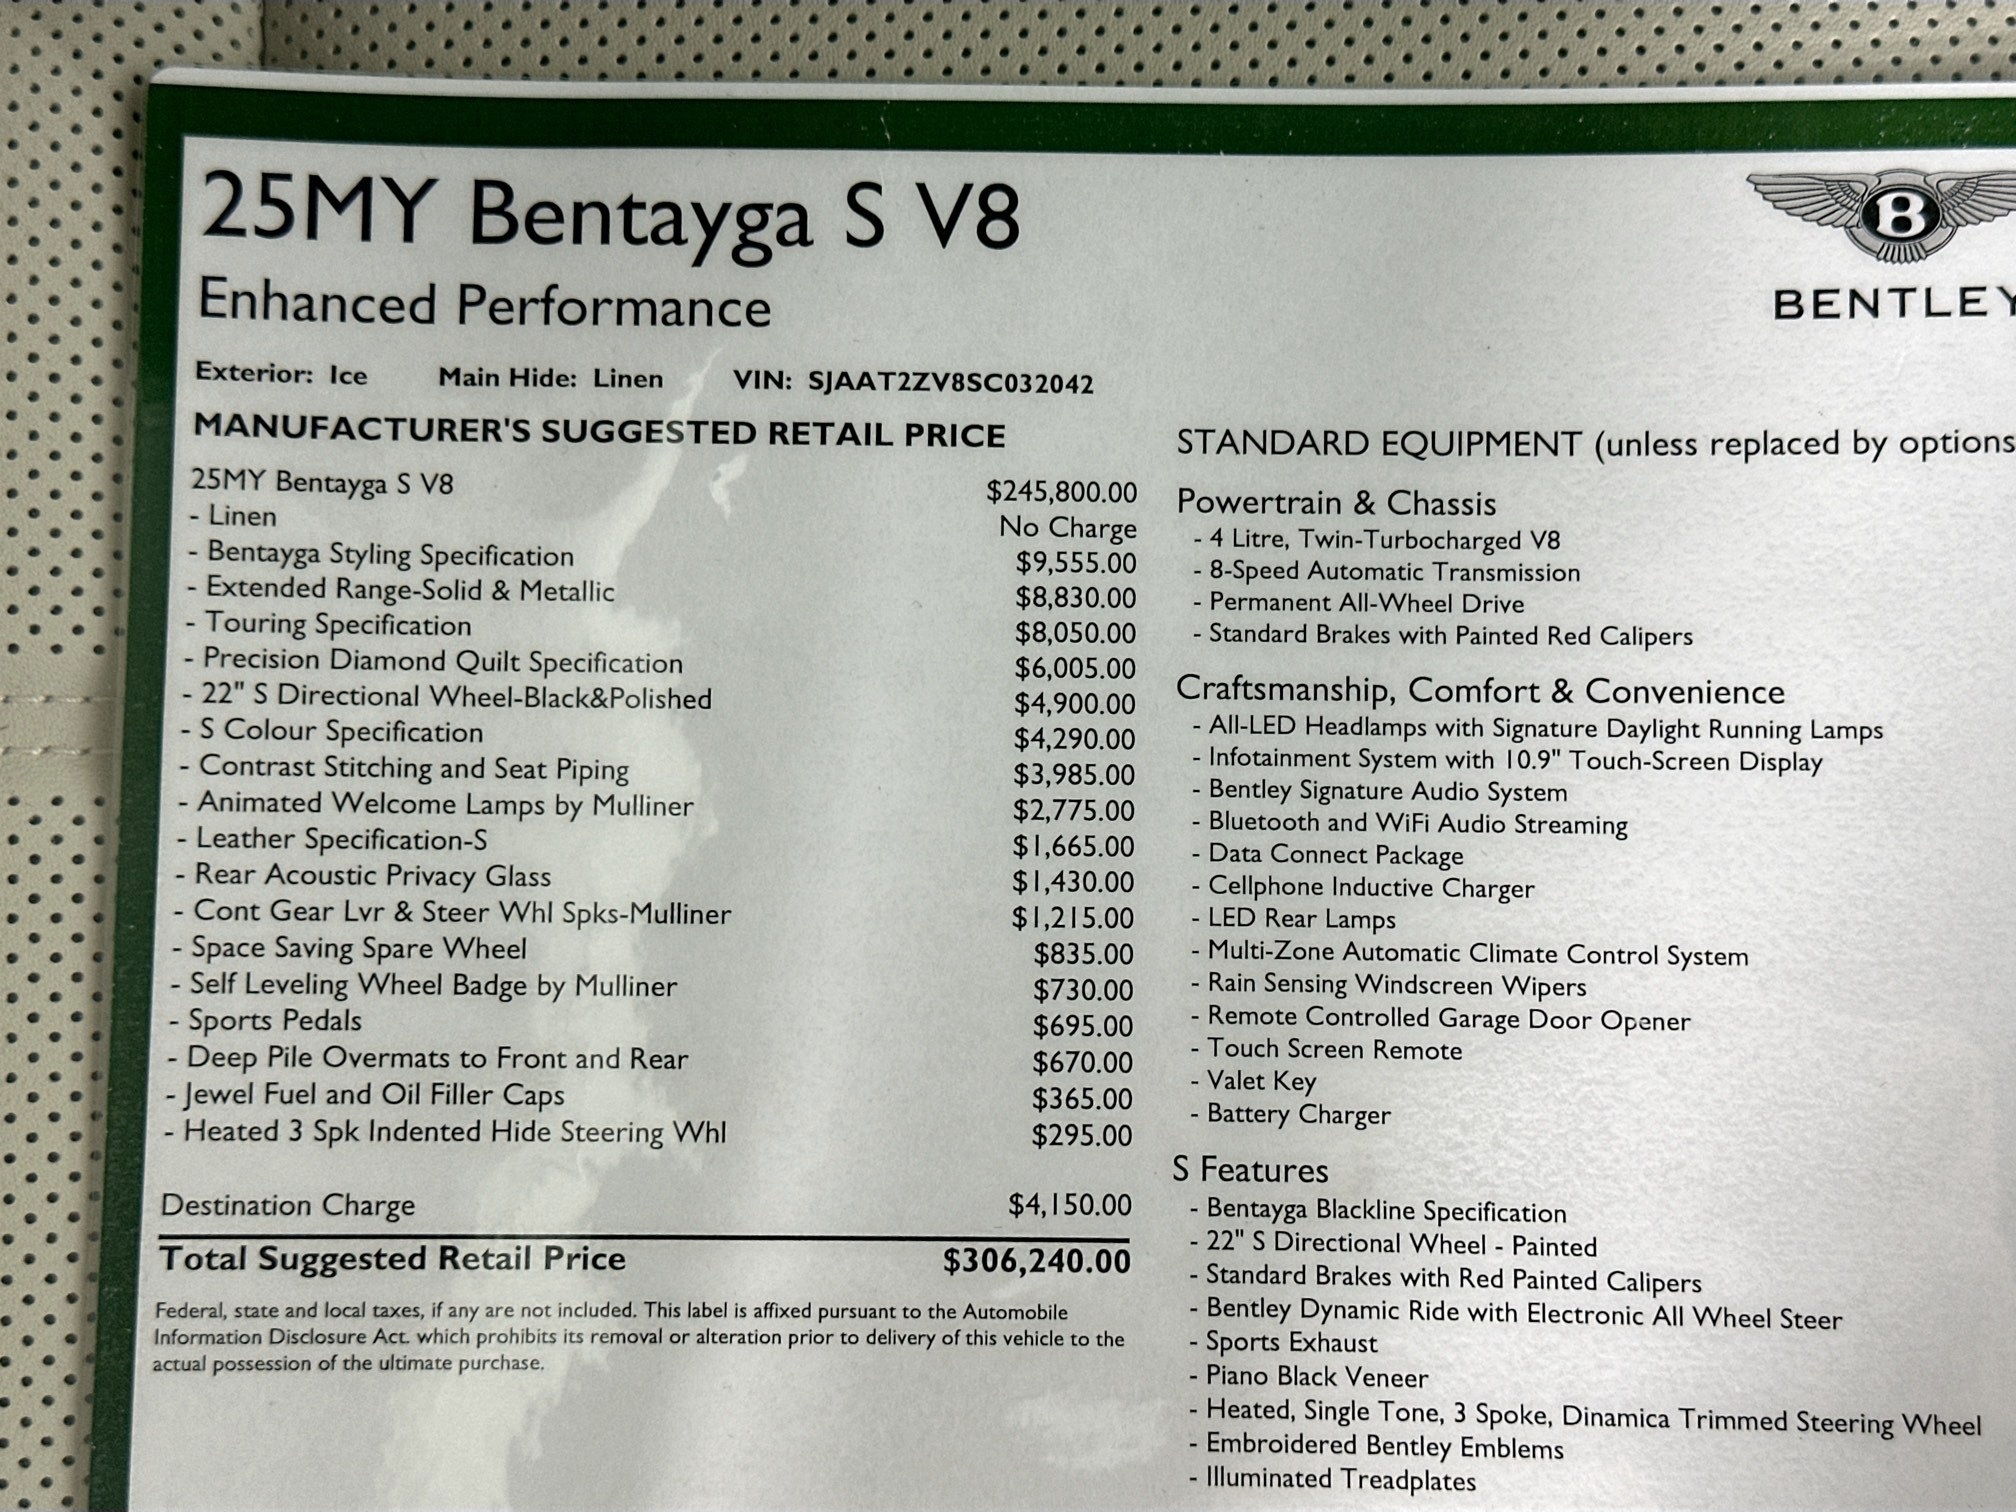 25MY Bentayga S V8
Enhanced Performance
B
BENTLEY
Exterior: Ice Main Hide: Linen VIN: SJAAT2ZV8SC032042
MANUFACTURER'S SUGGESTED RETAIL PRICE
25MY Bentayga S V8 $245,800.00
- Linen No Charge
- Bentayga Styling Specification $9,555.00
- Extended Range-Solid & Metallic $8,830.00
- Touring Specification $8,050.00
- Precision Diamond Quilt Specification $6,005.00
- 22" S Directional Wheel-Black&Polished $4,900.00
- S Colour Specification $4,290.00
- Contrast Stitching and Seat Piping $3,985.00
- Animated Welcome Lamps by Mulliner $2,775.00
- Leather Specification-S $1,665.00
- Rear Acoustic Privacy Glass $1,430.00
- Cont Gear Lvr & Steer Whl Spks-Mulliner $1,215.00
- Space Saving Spare Wheel $835.00
- Self Leveling Wheel Badge by Mulliner $730.00
- Sports Pedals $695.00
- Deep Pile Overmats to Front and Rear $670.00
- Jewel Fuel and Oil Filler Caps $365.00
- Heated 3 Spk Indented Hide Steering Whl $295.00
Destination Charge $4,150.00
Total Suggested Retail Price $306,240.00
Federal, state and local taxes, if any are not included. This label is affixed pursuant to the Automobile
Information Disclosure Act. which prohibits its removal or alteration prior to delivery of this vehicle to the
actual possession of the ultimate purchase.
STANDARD EQUIPMENT (unless replaced by options
Powertrain & Chassis
- 4 Litre, Twin-Turbocharged V8
- 8-Speed Automatic Transmission
- Permanent All-Wheel Drive
- Standard Brakes with Painted Red Calipers
Craftsmanship, Comfort & Convenience
- All-LED Headlamps with Signature Daylight Running Lamps
- Infotainment System with 10.9" Touch-Screen Display
- Bentley Signature Audio System
- Bluetooth and WiFi Audio Streaming
- Data Connect Package
- Cellphone Inductive Charger
- LED Rear Lamps
- Multi-Zone Automatic Climate Control System
- Rain Sensing Windscreen Wipers
- Remote Controlled Garage Door Opener
- Touch Screen Remote
- Valet Key
- Battery Charger
S Features
- Bentayga Blackline Specification
- 22" S Directional Wheel - Painted
- Standard Brakes with Red Painted Calipers
- Bentley Dynamic Ride with Electronic All Wheel Steer
- Sports Exhaust
- Piano Black Veneer
- Heated, Single Tone, 3 Spoke, Dinamica Trimmed Steering Wheel
- Embroidered Bentley Emblems
- Illuminated Treadplates